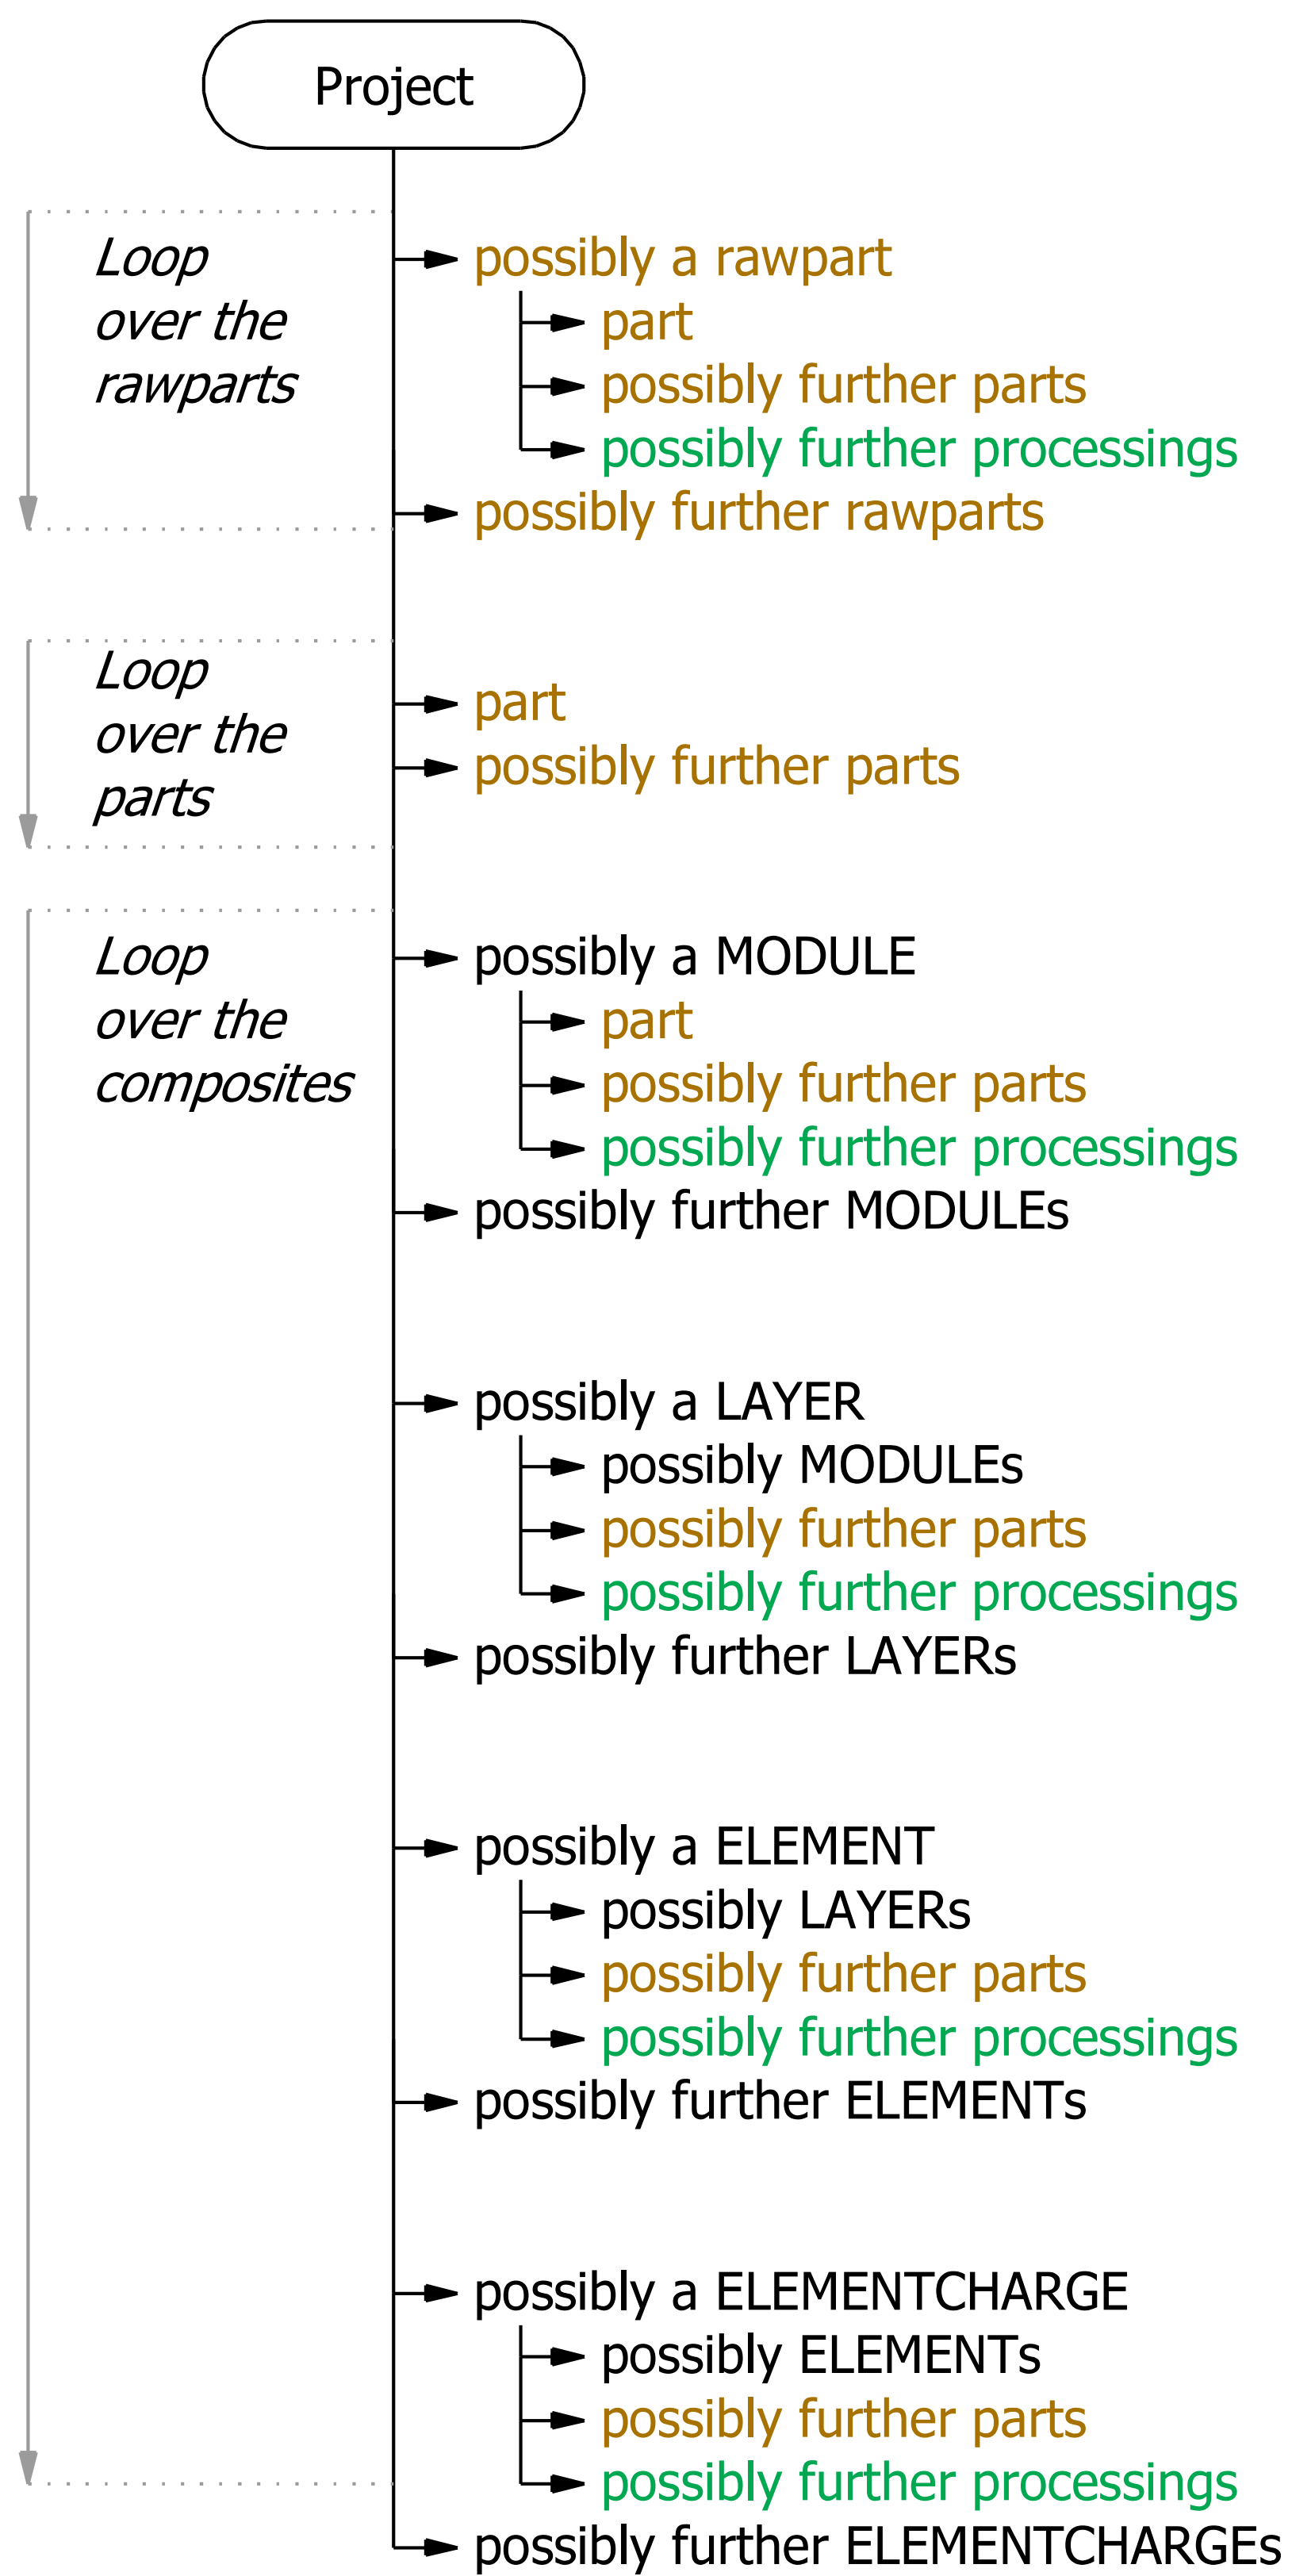 Project
Loop
over the
rawparts
possibly a rawpart
part
possibly further parts
possibly further processings
possibly further rawparts
Loop
over the
parts
part
possibly further parts
Loop
over the
composites
possibly a MODULE
part
possibly further parts
possibly further processings
possibly further MODULEs
possibly a LAYER
possibly MODULEs
possibly further parts
possibly further processings
possibly further LAYERs
possibly a ELEMENT
possibly LAYERs
possibly further parts
possibly further processings
possibly further ELEMENTs
possibly a ELEMENTCHARGE
possibly ELEMENTs
possibly further parts
possibly further processings
possibly further ELEMENTCHARGEs